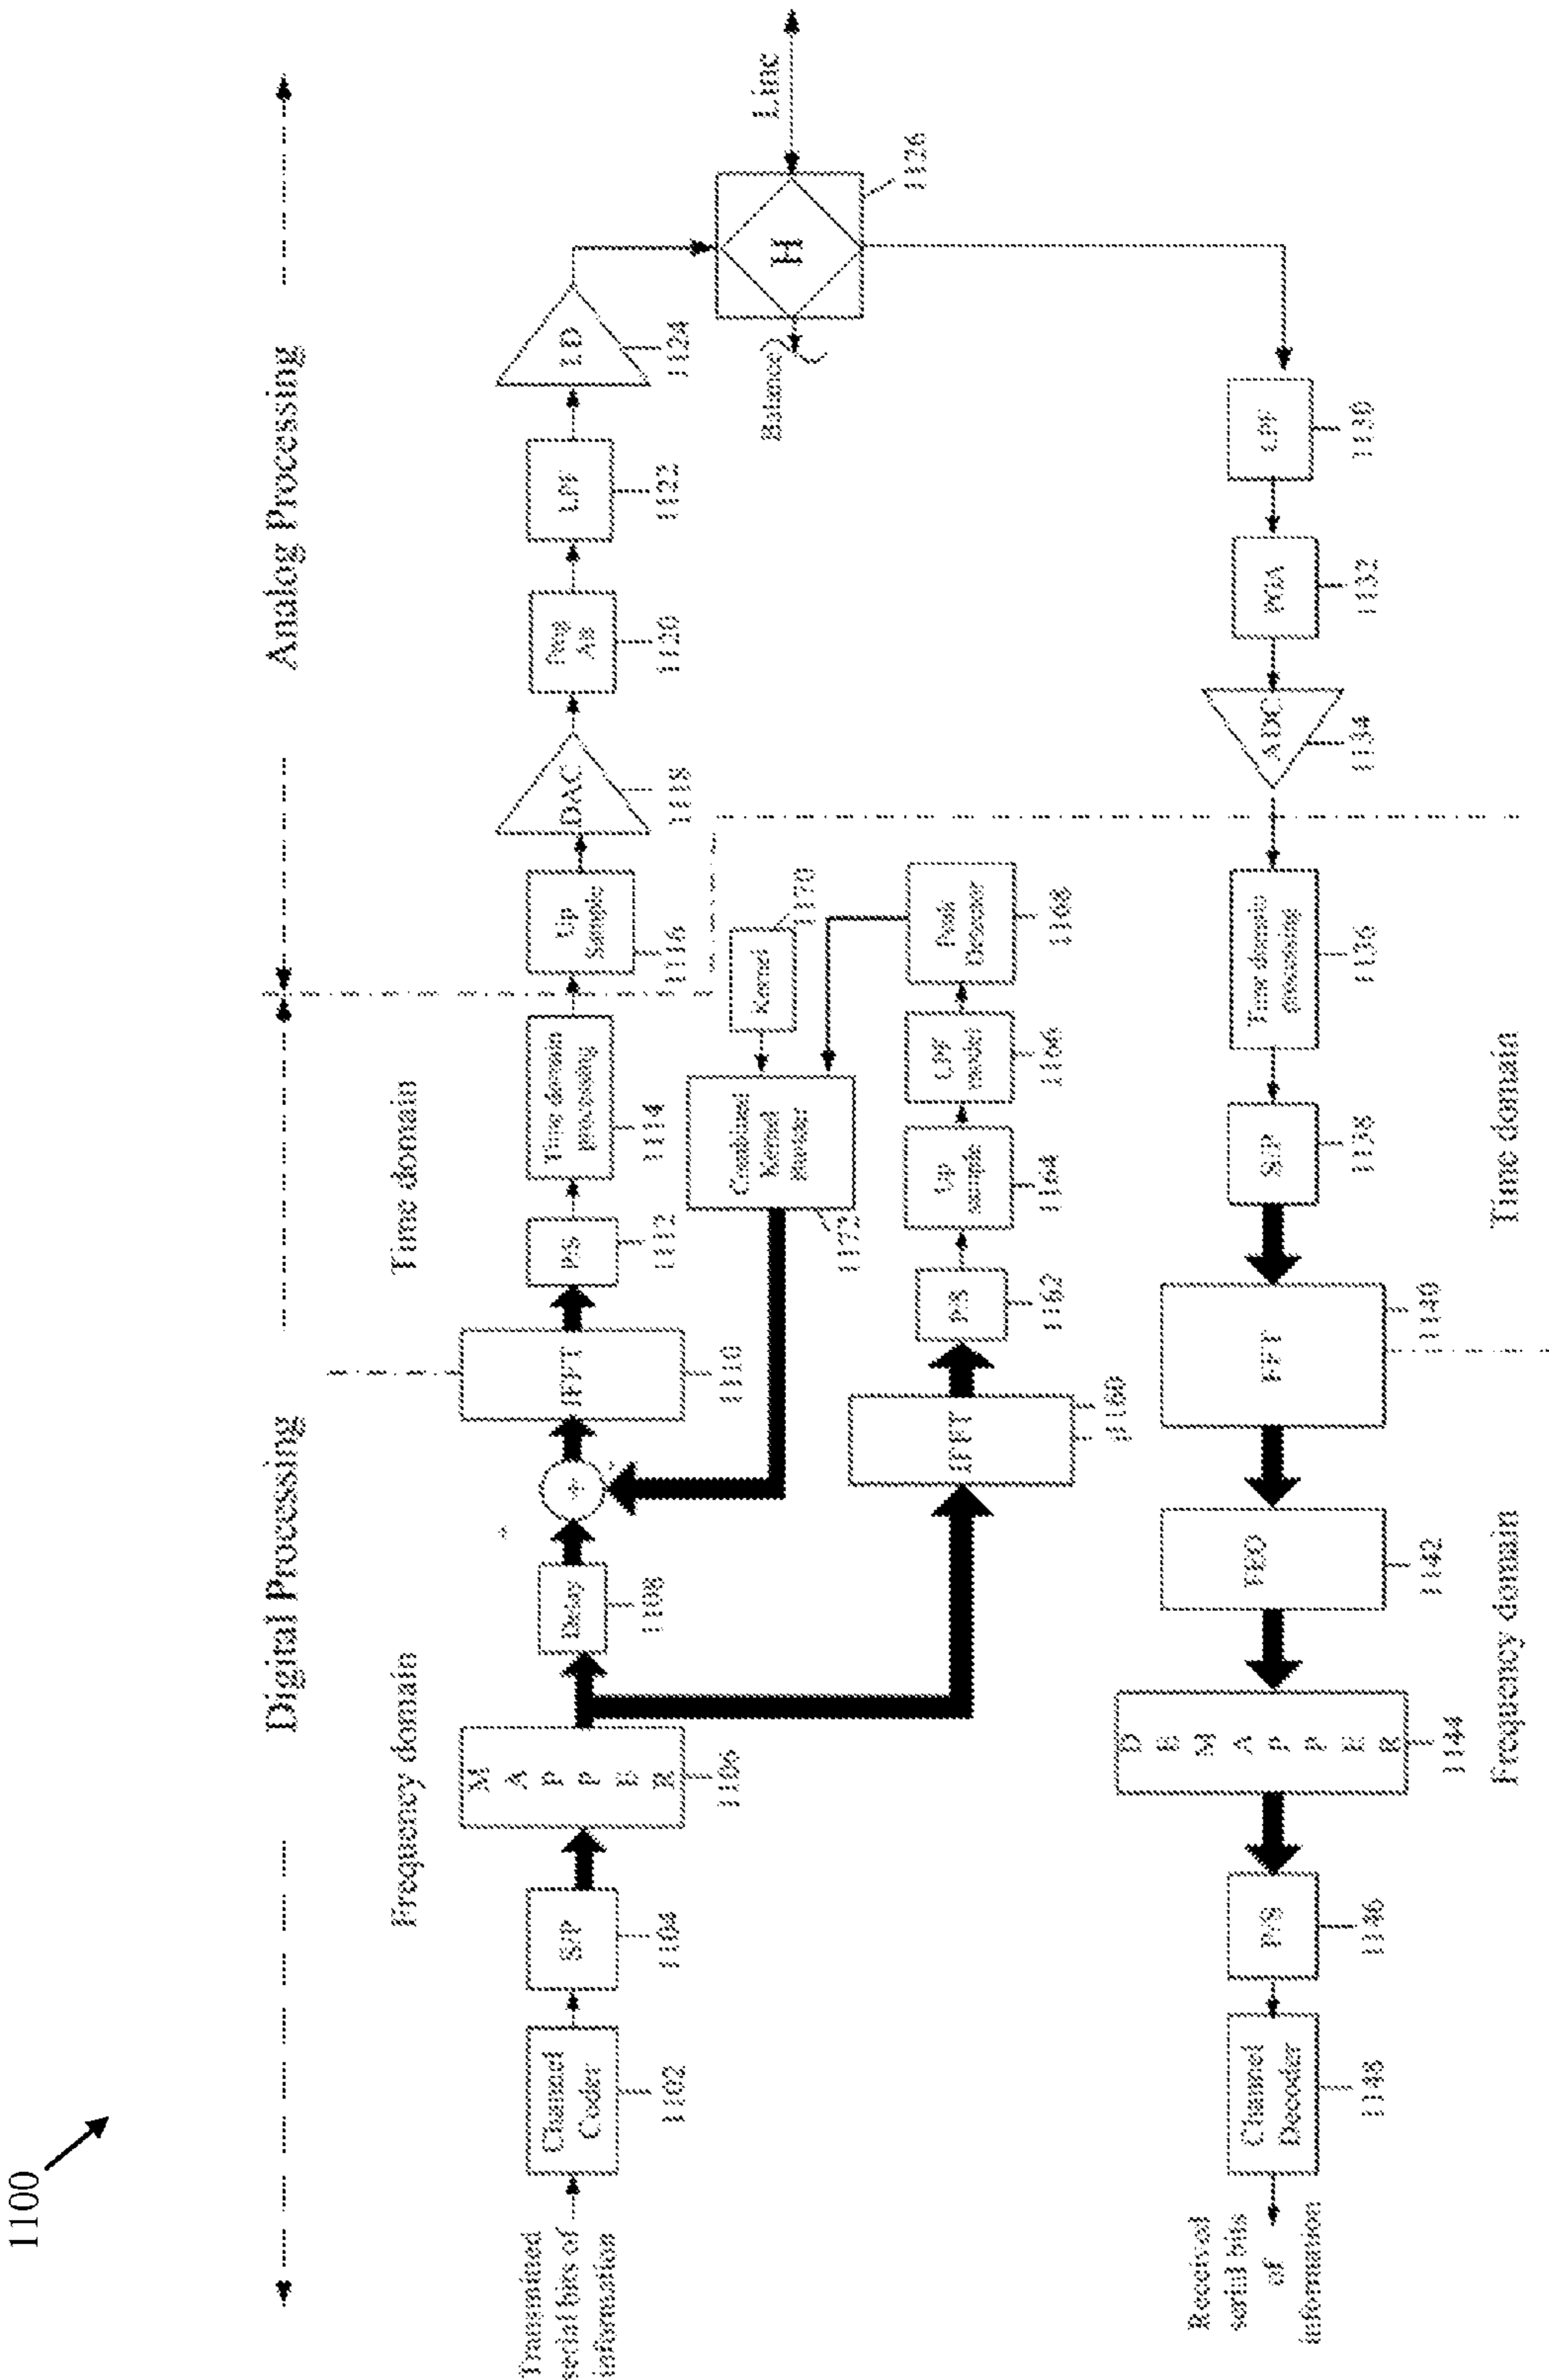 1100
Digital Processing
Analog Processing
Frequency domain
Time domain
Transmitted
serial bits of
information
Channel
Coder
1102
S/P
1104
MAPPER
1106
Delay
1108
+
IFFT
1110
P/S
1112
Time domain
processing
1114
Up
Sample
1116
DAC
1118
Prog
Att
1120
LPF
1122
LD
1124
H
1126
Line
Balance
Combined
Kernel
1172
Kernel
1170
IFFT
1160
P/S
1162
Up
sample
1164
LPF
model
1166
Peak
Detector
1168
LPF
1130
PGA
1132
ADC
1134
Time domain
processing
1136
S/P
1138
FFT
1140
FEQ
1142
DEMAPPER
1144
P/S
1146
Channel
Decoder
1148
Received
serial bits
of
information
Frequency domain
Time domain